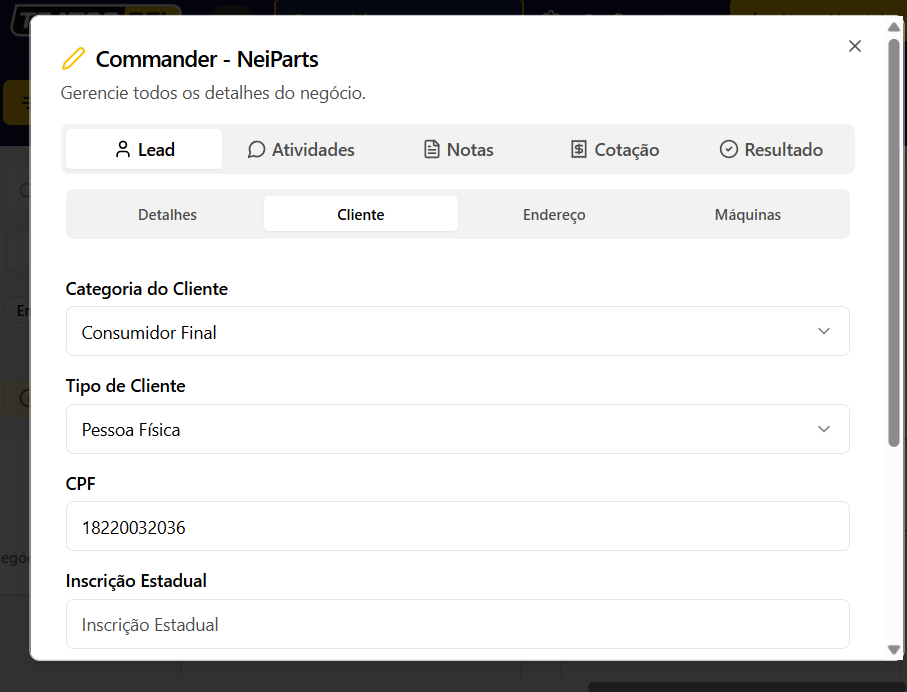 Commander - NeiParts
Gerencie todos os detalhes do negócio.
Lead Atividades Notas Cotação Resultado
Detalhes Cliente Endereço Máquinas
Categoria do Cliente
Consumidor Final
Tipo de Cliente
Pessoa Física
CPF
18220032036
Inscrição Estadual
Inscrição Estadual